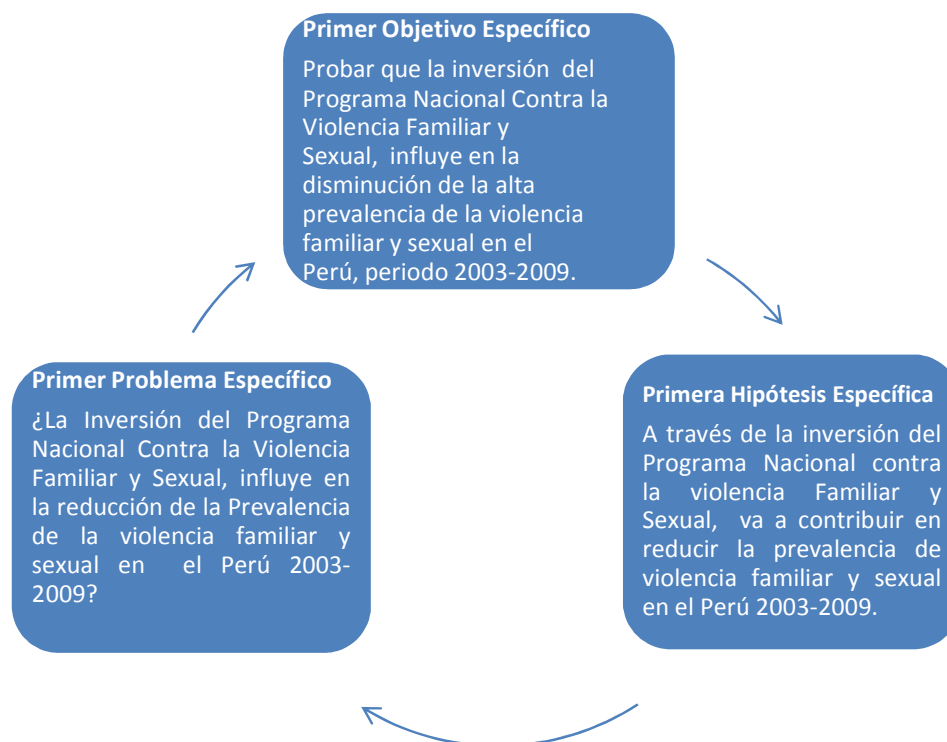 Primer Objetivo Específico
Probar que la inversión del
Programa Nacional Contra la
Violencia Familiar y
Sexual, influye en la
disminución de la alta
prevalencia de la violencia
familiar y sexual en el
Perú, periodo 2003-2009.
Primer Problema Específico
¿La Inversión del Programa
Nacional Contra la Violencia
Familiar y Sexual, influye en
la reducción de la Prevalencia
de la violencia familiar y
sexual en el Perú 2003-
2009?
Primera Hipótesis Específica
A través de la inversión del
Programa Nacional contra
la violencia Familiar y
Sexual, va a contribuir en
reducir la prevalencia de
violencia familiar y sexual
en el Perú 2003-2009.